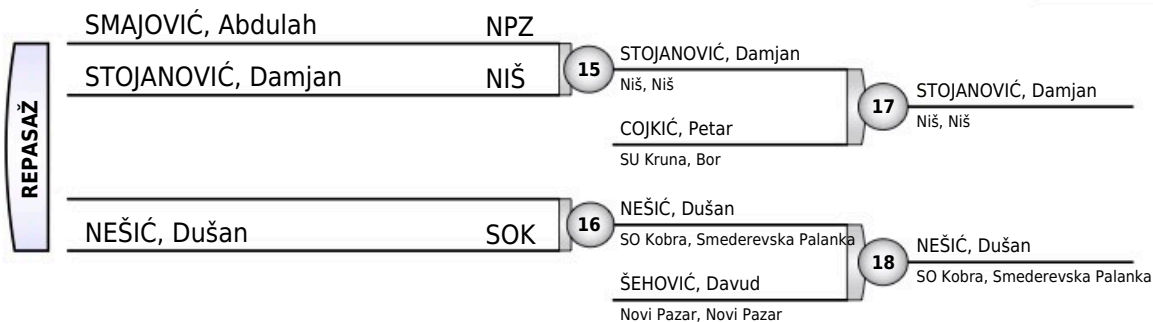 REPASAŽ
SMAJOVIĆ, Abdulah NPZ
STOJANOVIĆ, Damjan NIŠ
15
STOJANOVIĆ, Damjan
Niš, Niš
COJKIĆ, Petar
SU Kruna, Bor
17
STOJANOVIĆ, Damjan
Niš, Niš
NEŠIĆ, Dušan SOK
16
NEŠIĆ, Dušan
SO Kobra, Smederevska Palanka
ŠEHOVIĆ, Davud
Novi Pazar, Novi Pazar
18
NEŠIĆ, Dušan
SO Kobra, Smederevska Palanka